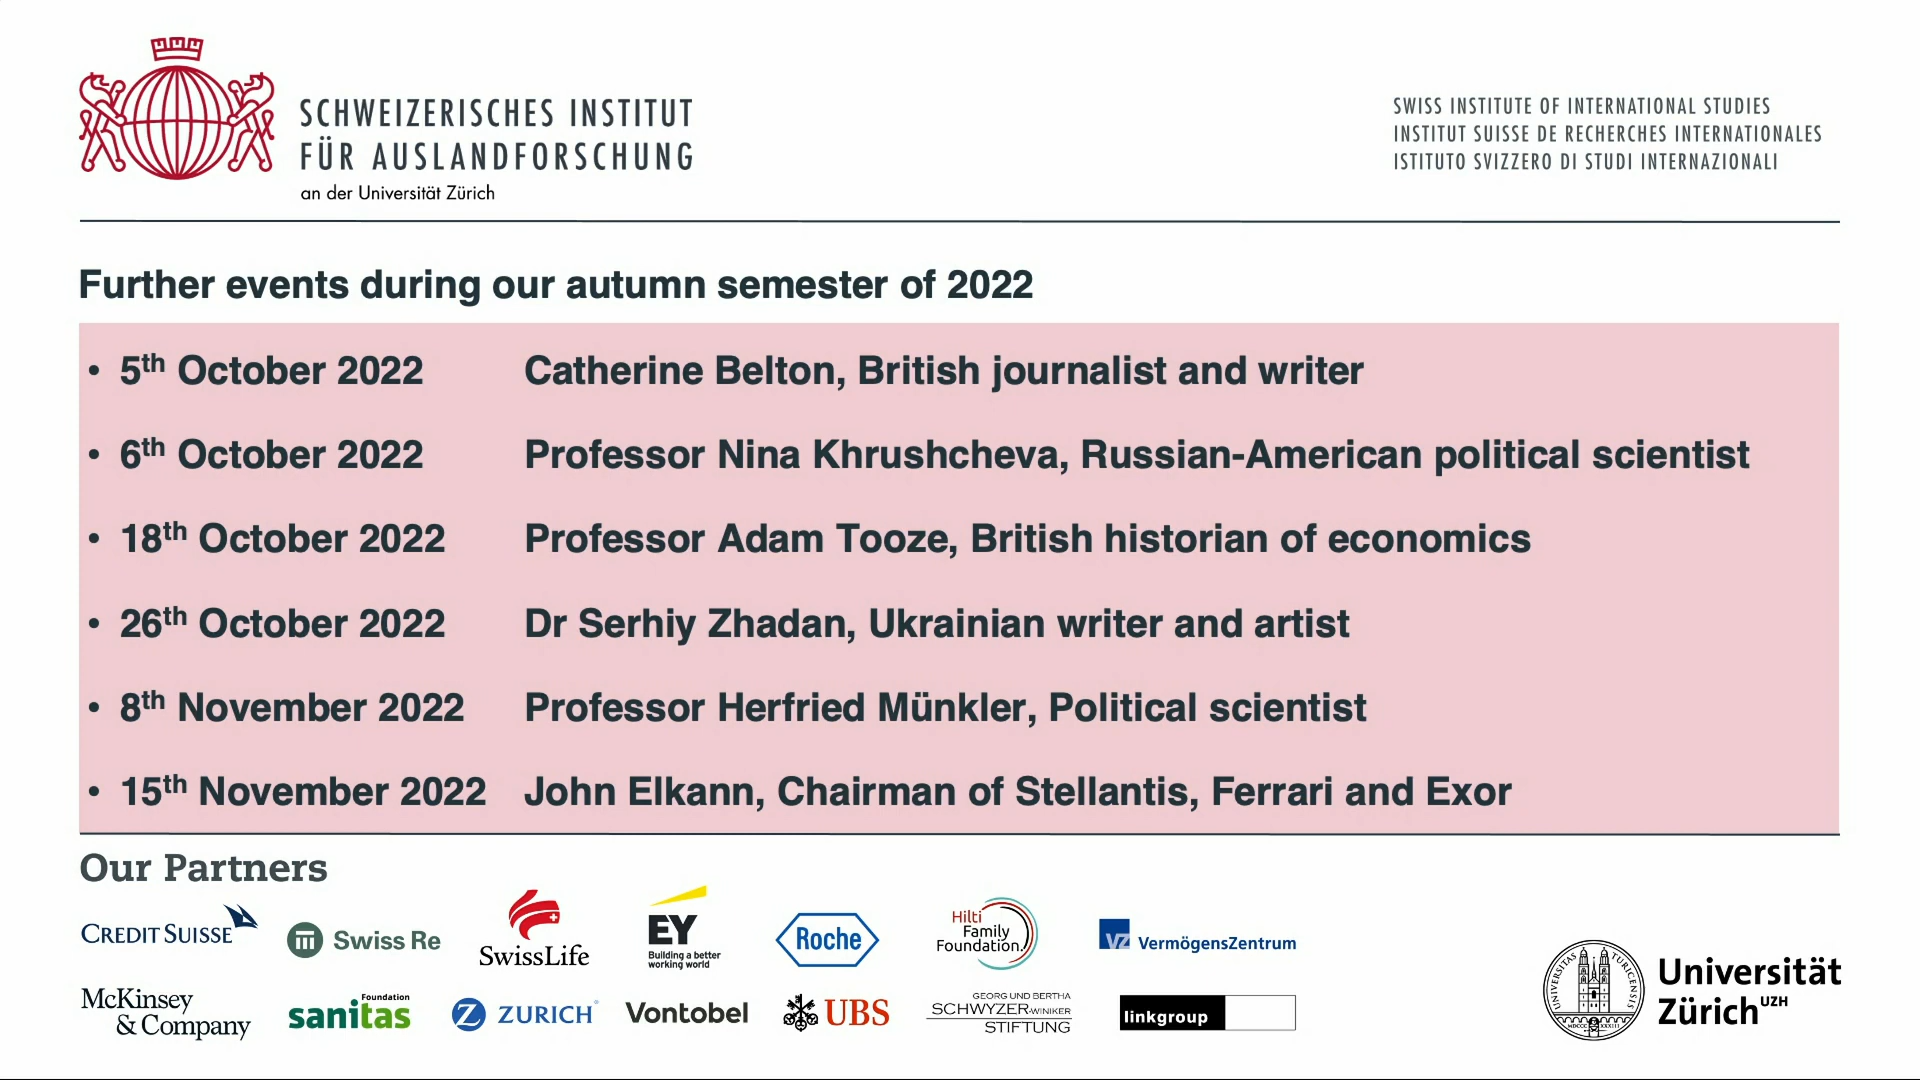 SCHWEIZERISCHES INSTITUT
FÜR AUSLANDFORSCHUNG
an der Universität Zürich
SWISS INSTITUTE OF INTERNATIONAL STUDIES
INSTITUT SUISSE DE RECHERCHES INTERNATIONALES
ISTITUTO SVIZZERO DI STUDI INTERNAZIONALI
Further events during our autumn semester of 2022
• 5th October 2022 Catherine Belton, British journalist and writer
• 6th October 2022 Professor Nina Khrushcheva, Russian-American political scientist
• 18th October 2022 Professor Adam Tooze, British historian of economics
• 26th October 2022 Dr Serhiy Zhadan, Ukrainian writer and artist
• 8th November 2022 Professor Herfried Münkler, Political scientist
• 15th November 2022 John Elkann, Chairman of Stellantis, Ferrari and Exor
Our Partners
CREDIT SUISSE
Swiss Re
SwissLife
EY
Building a better
working world
Roche
Hilti
Family
Foundation.
VZ VermögensZentrum
McKinsey
& Company
Foundation
sanitas
Z ZURICH®
Vontobel
UBS
GEORG UND BERTHA
SCHWYZER-WINIKER
STIFTUNG
linkgroup
UNIVERSITAS TURICENSIS
MDCCC XXXIII
Universität
Zürich UZH